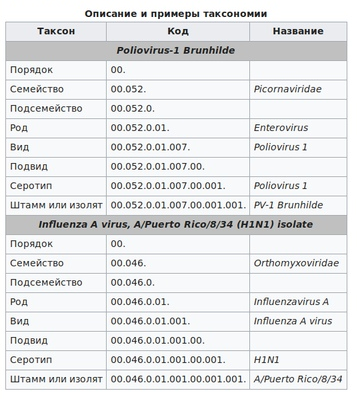 Описание и примеры таксономии
Таксон Код Название
Poliovirus-1 Brunhilde
Порядок 00.
Семейство 00.052. Picornaviridae
Подсемейство 00.052.0.
Род 00.052.0.01. Enterovirus
Вид 00.052.0.01.007. Poliovirus 1
Подвид 00.052.0.01.007.00.
Серотип 00.052.0.01.007.00.001. Poliovirus 1
Штамм или изолят 00.052.0.01.007.00.001.001. PV-1 Brunhilde
Influenza A virus, A/Puerto Rico/8/34 (H1N1) isolate
Порядок 00.
Семейство 00.046. Orthomyxoviridae
Подсемейство 00.046.0.
Род 00.046.0.01. Influenzavirus A
Вид 00.046.0.01.001. Influenza A virus
Подвид 00.046.0.01.001.00.
Серотип 00.046.0.01.001.00.001. H1N1
Штамм или изолят 00.046.0.01.001.00.001.001. A/Puerto Rico/8/34